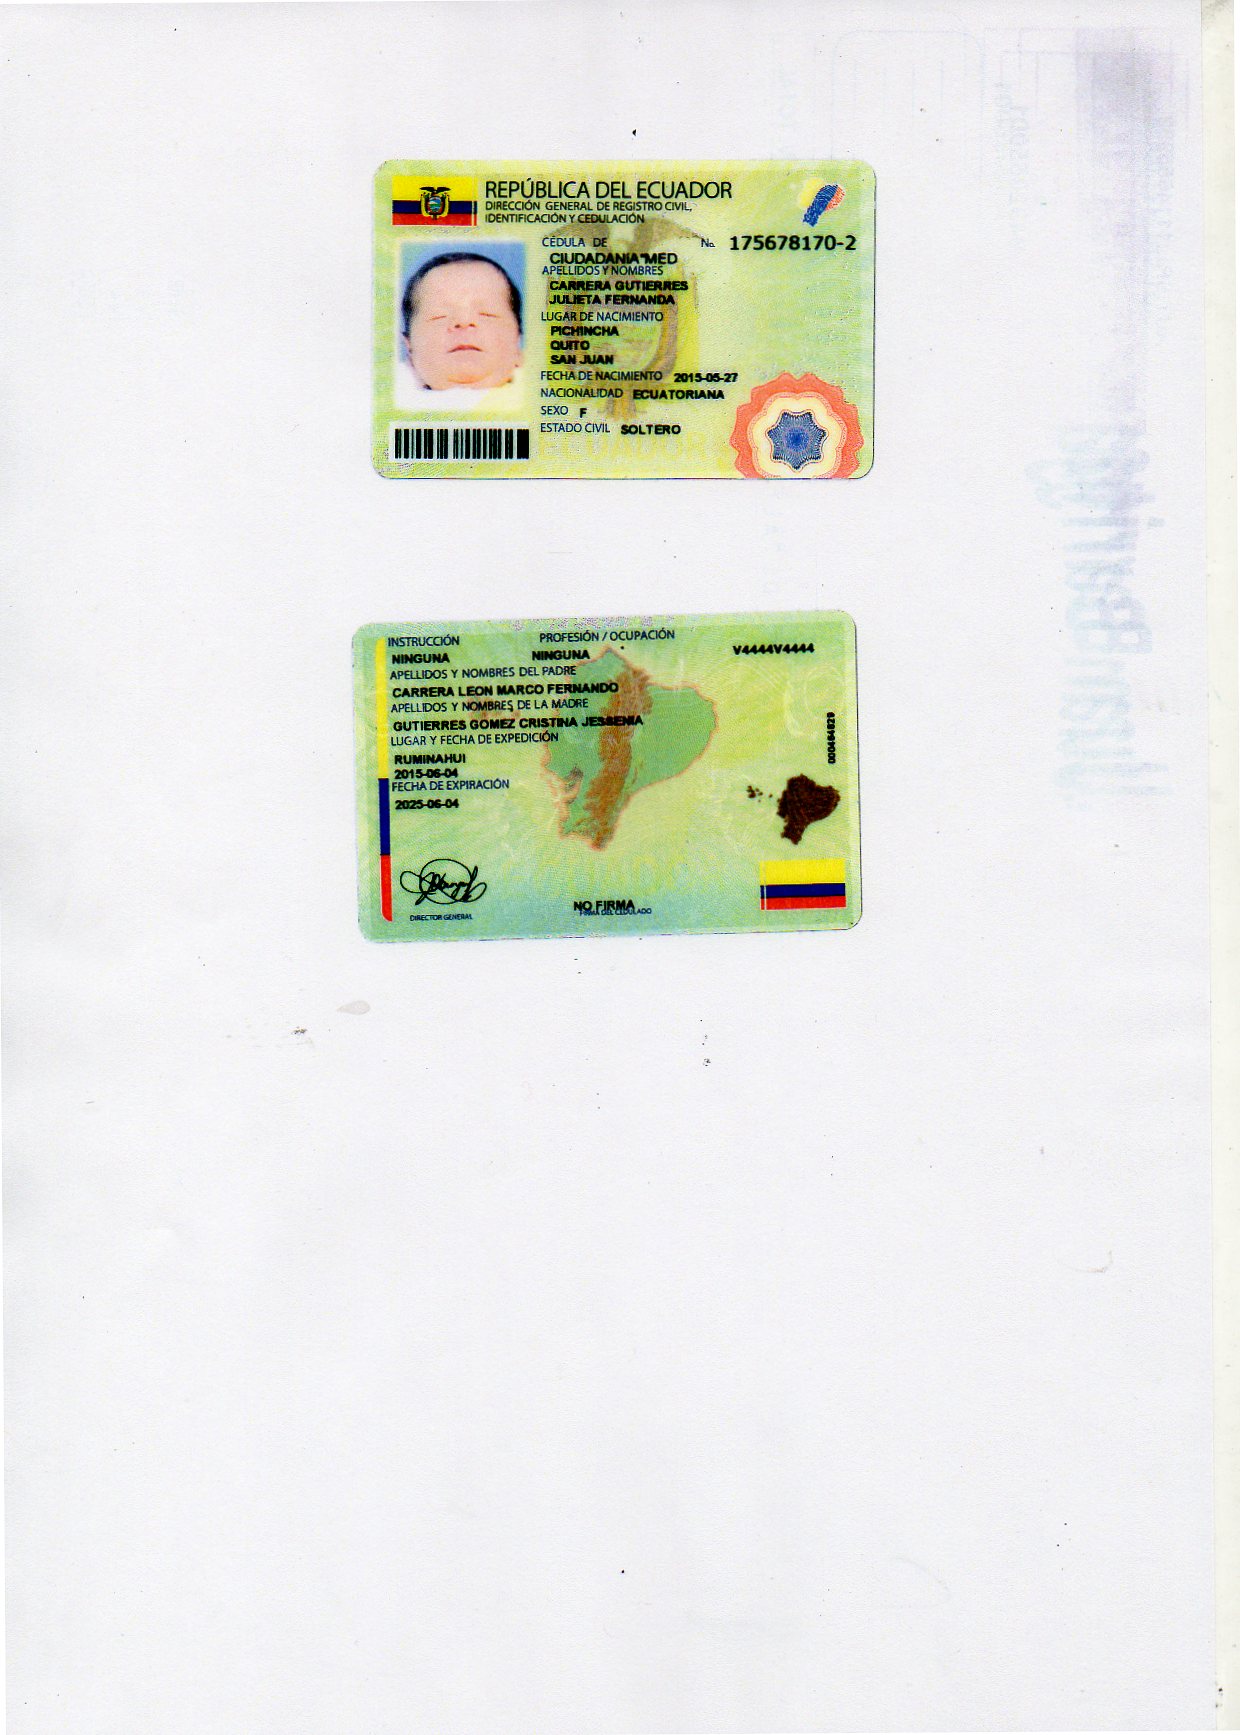 REPÚBLICA DEL ECUADOR
DIRECCIÓN GENERAL DE REGISTRO CIVIL,
IDENTIFICACIÓN Y CEDULACIÓN
CÉDULA DE No. 175678170-2
CIUDADANIA*MED
APELLIDOS Y NOMBRES
CARRERA GUTIERRES
JULIETA FERNANDA
LUGAR DE NACIMIENTO
PICHINCHA
QUITO
SAN JUAN
FECHA DE NACIMIENTO 2015-05-27
NACIONALIDAD ECUATORIANA
SEXO F
ESTADO CIVIL SOLTERO
ECUADOR
INSTRUCCIÓN PROFESIÓN / OCUPACIÓN
NINGUNA NINGUNA V4444V4444
APELLIDOS Y NOMBRES DEL PADRE
CARRERA LEON MARCO FERNANDO
APELLIDOS Y NOMBRES DE LA MADRE
GUTIERRES GOMEZ CRISTINA JESSENIA
LUGAR Y FECHA DE EXPEDICIÓN
RUMINAHUI
2015-06-04
FECHA DE EXPIRACIÓN
2025-06-04
DIRECTOR GENERAL
NO FIRMA
FIRMA DEL CEDULADO